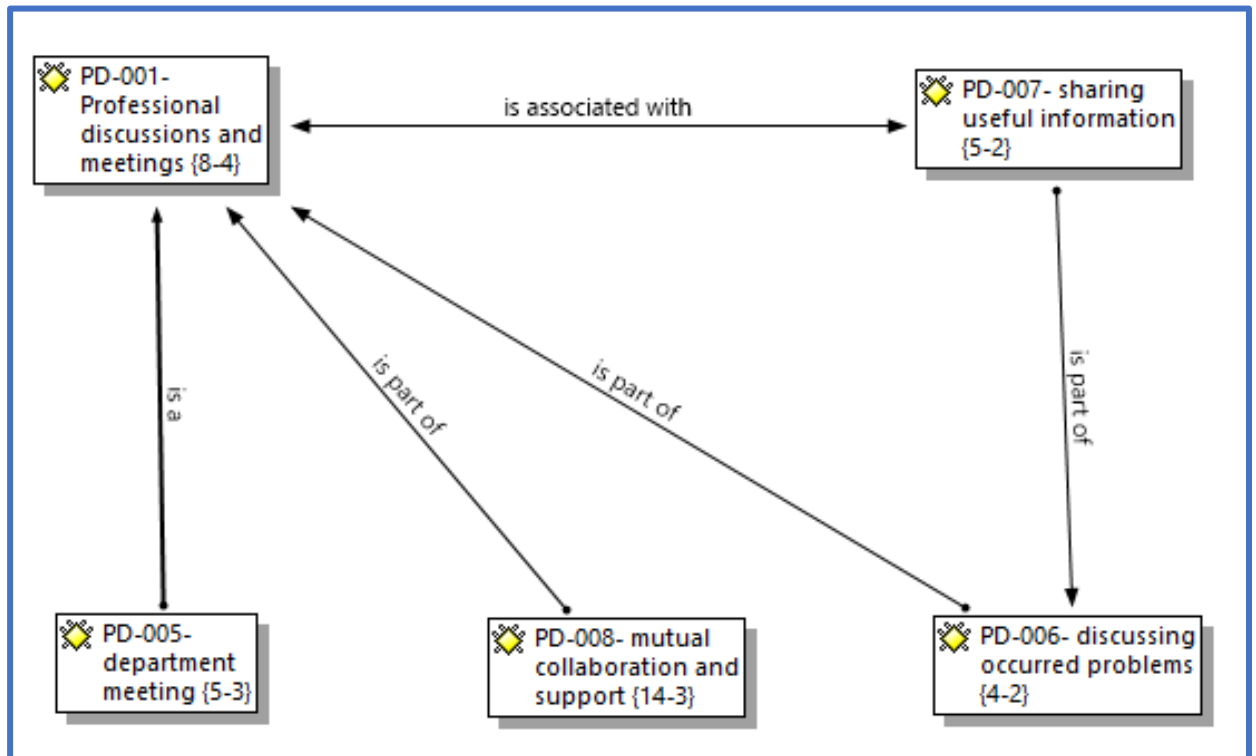 PD-001-
Professional
discussions and
meetings {8-4}
is associated with
PD-007- sharing
useful information
{5-2}
is a
is part of
is part of
is part of
PD-005-
department
meeting {5-3}
PD-008- mutual
collaboration and
support {14-3}
PD-006- discussing
occurred problems
{4-2}